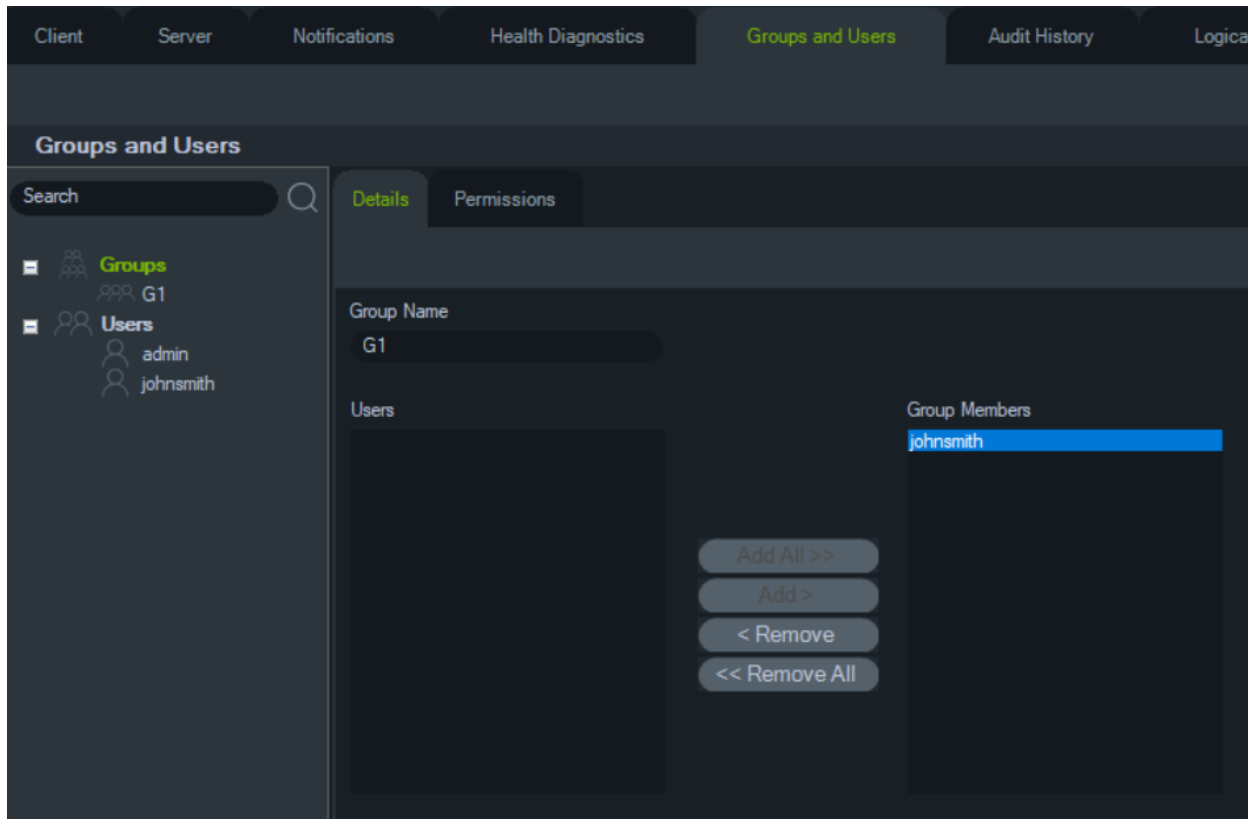 Client Server Notifications Health Diagnostics Groups and Users Audit History Logica
Groups and Users
Search
Details Permissions
Groups
G1
Users
admin
johnsmith
Group Name
G1
Users
Group Members
johnsmith
Add All >>
Add >
< Remove
<< Remove All